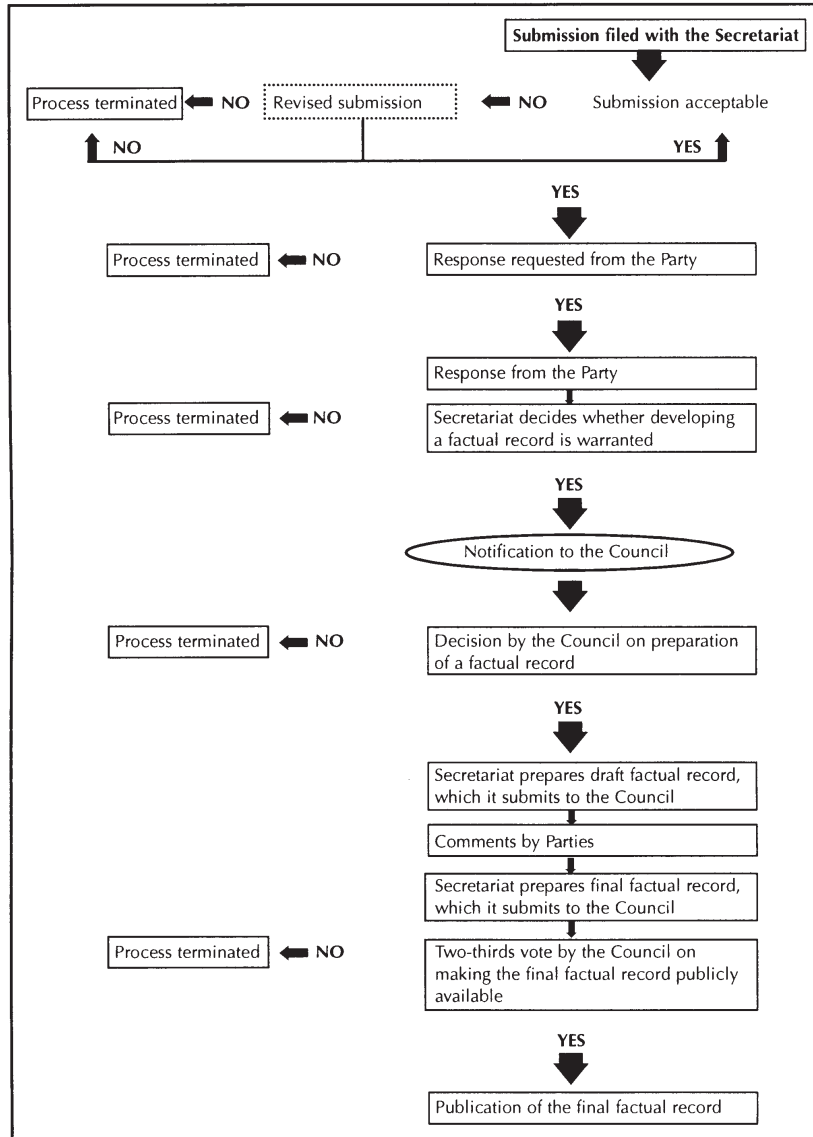 Submission filed with the Secretariat
Process terminated
NO
Revised submission
NO
Submission acceptable
NO
YES
YES
Process terminated
NO
Response requested from the Party
YES
Response from the Party
Process terminated
NO
Secretariat decides whether developing
a factual record is warranted
YES
Notification to the Council
Process terminated
NO
Decision by the Council on preparation
of a factual record
YES
Secretariat prepares draft factual record,
which it submits to the Council
Comments by Parties
Secretariat prepares final factual record,
which it submits to the Council
Process terminated
NO
Two-thirds vote by the Council on
making the final factual record publicly
available
YES
Publication of the final factual record